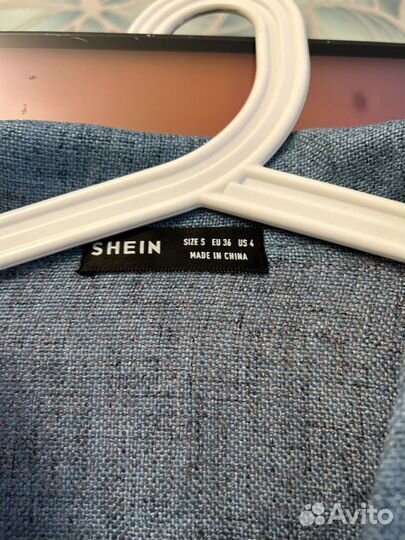 SHEIN
SIZE S EU 36 US 4
MADE IN CHINA
Avito